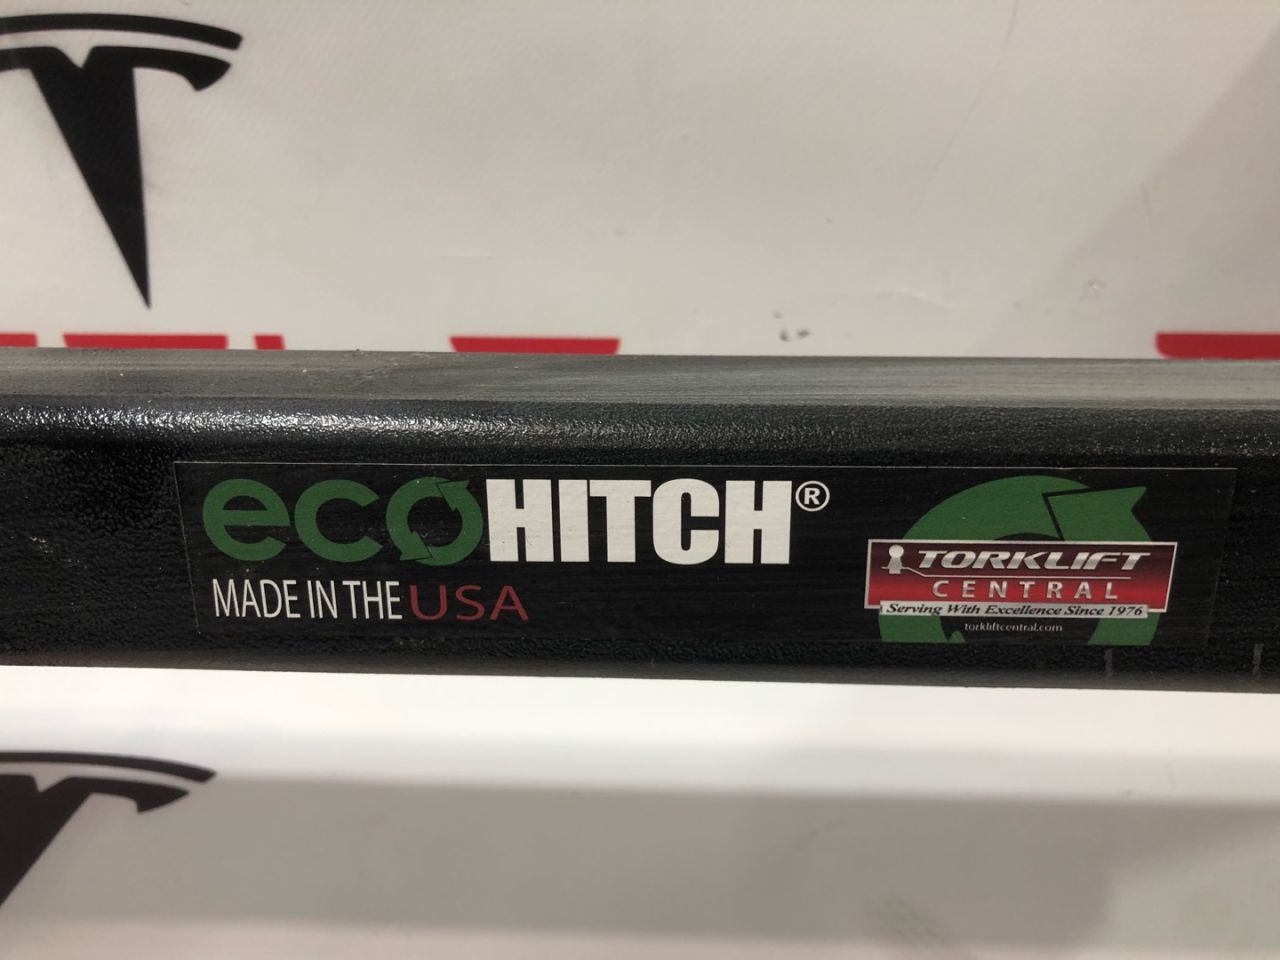 ecoHITCH®
MADE IN THE USA
TORKLIFT
CENTRAL
Serving With Excellence Since 1976
torkliftcentral.com